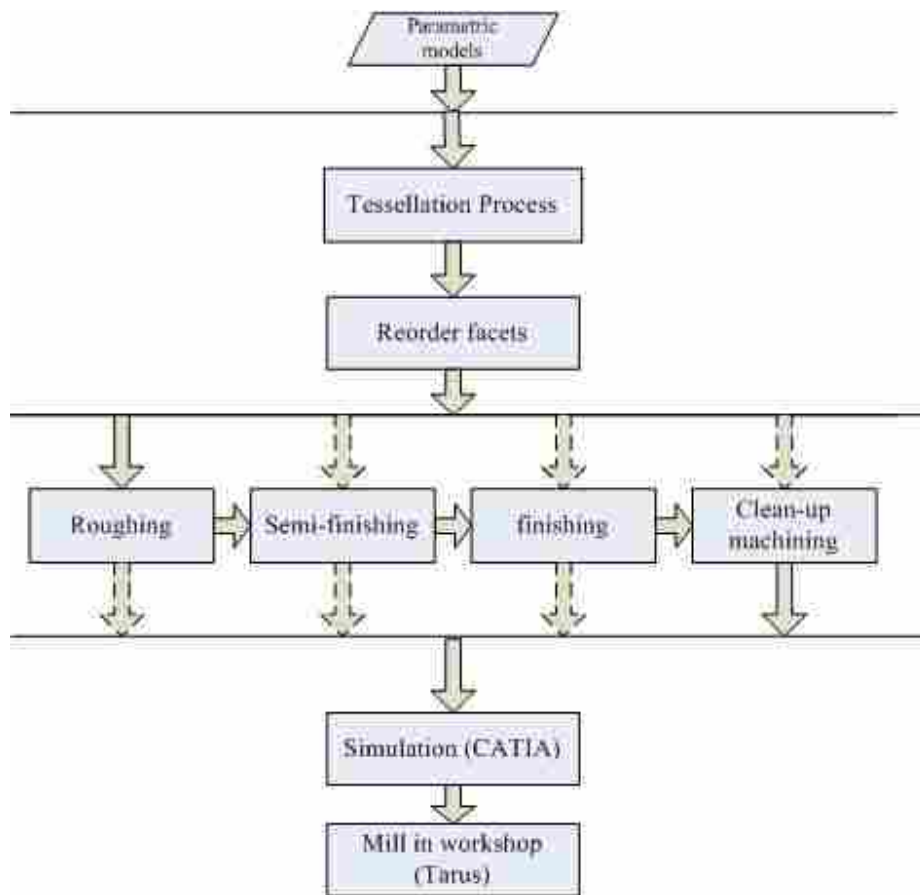 Parametric
models
Tessellation Process
Reorder facets
Roughing
Semi-finishing
finishing
Clean-up
machining
Simulation (CATIA)
Mill in workshop
(Tarus)